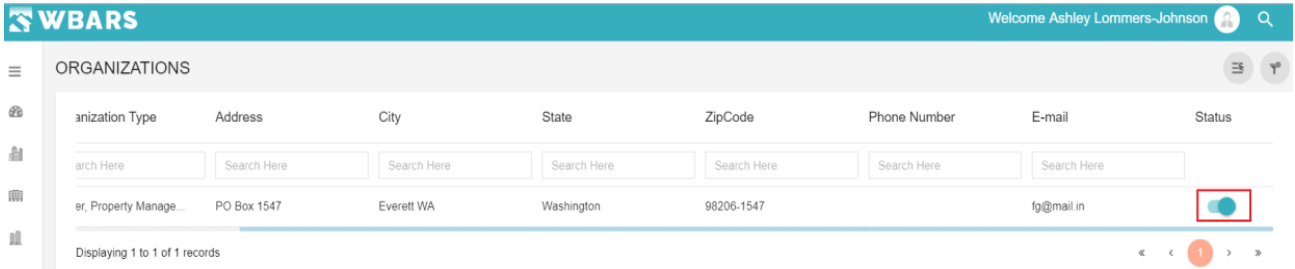 WBARS
Welcome Ashley Lommers-Johnson
ORGANIZATIONS
anization Type Address City State ZipCode Phone Number E-mail Status
arch Here Search Here Search Here Search Here Search Here Search Here Search Here
er, Property Manage... PO Box 1547 Everett WA Washington 98206-1547 fg@mail.in
Displaying 1 to 1 of 1 records « ‹ 1 › »